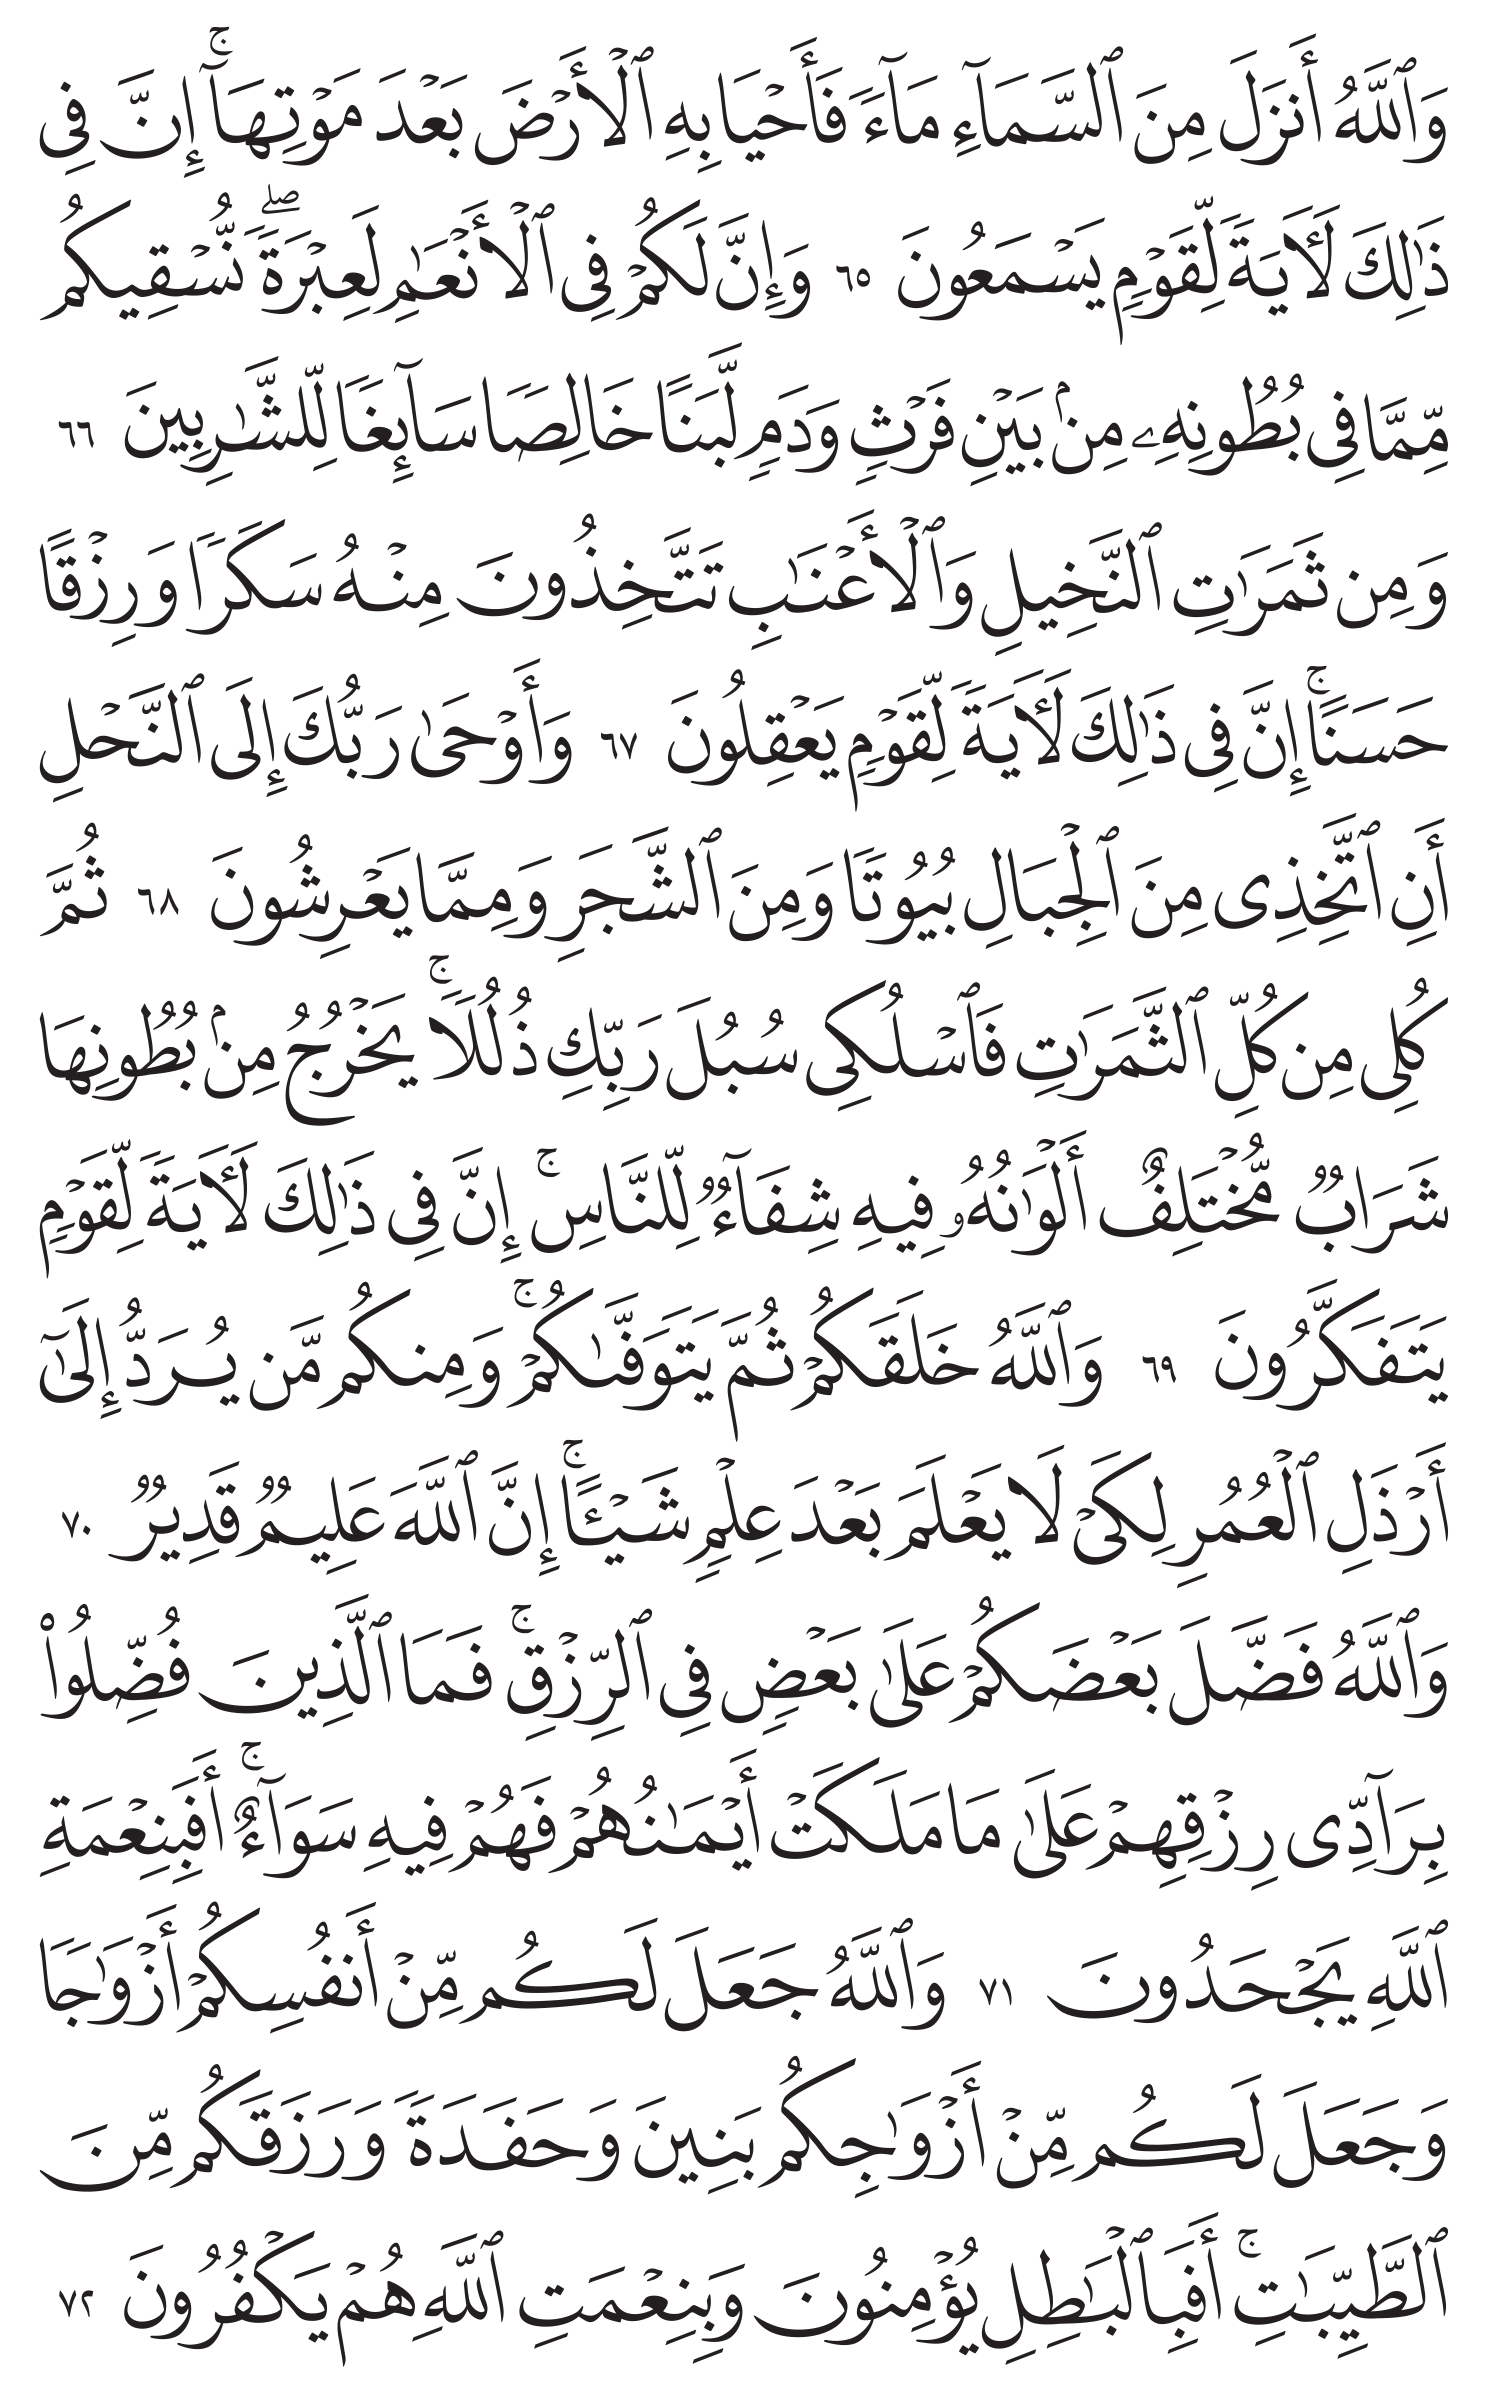 وَٱللَّهُ أَنزَلَ مِنَ ٱلسَّمَآءِ مَآءً فَأَحْيَا بِهِ ٱلْأَرْضَ بَعْدَ مَوْتِهَآ ۚ إِنَّ فِى
ذَٰلِكَ لَـَٔايَةً لِّقَوْمٍ يَسْمَعُونَ ٦٥ وَإِنَّ لَكُمْ فِى ٱلْأَنْعَـٰمِ لَعِبْرَةً ۖ نُّسْقِيكُم
مِّمَّا فِى بُطُونِهِۦ مِنۢ بَيْنِ فَرْثٍ وَدَمٍ لَّبَنًا خَالِصًا سَآئِغًا لِّلشَّـٰرِبِينَ ٦٦
وَمِن ثَمَرَٰتِ ٱلنَّخِيلِ وَٱلْأَعْنَـٰبِ تَتَّخِذُونَ مِنْهُ سَكَرًا وَرِزْقًا
حَسَنًا ۚ إِنَّ فِى ذَٰلِكَ لَـَٔايَةً لِّقَوْمٍ يَعْقِلُونَ ٦٧ وَأَوْحَىٰ رَبُّكَ إِلَى ٱلنَّحْلِ
أَنِ ٱتَّخِذِى مِنَ ٱلْجِبَالِ بُيُوتًا وَمِنَ ٱلشَّجَرِ وَمِمَّا يَعْرِشُونَ ٦٨ ثُمَّ
كُلِى مِن كُلِّ ٱلثَّمَرَٰتِ فَٱسْلُكِى سُبُلَ رَبِّكِ ذُلُلًا ۚ يَخْرُجُ مِنۢ بُطُونِهَا
شَرَابٌ مُّخْتَلِفٌ أَلْوَٰنُهُۥ فِيهِ شِفَآءٌ لِّلنَّاسِ ۗ إِنَّ فِى ذَٰلِكَ لَـَٔايَةً لِّقَوْمٍ
يَتَفَكَّرُونَ ٦٩ وَٱللَّهُ خَلَقَكُمْ ثُمَّ يَتَوَفَّىٰكُمْ ۚ وَمِنكُم مَّن يُرَدُّ إِلَىٰٓ
أَرْذَلِ ٱلْعُمُرِ لِكَىْ لَا يَعْلَمَ بَعْدَ عِلْمٍ شَيْـًٔا ۚ إِنَّ ٱللَّهَ عَلِيمٌ قَدِيرٌ ٧٠
وَٱللَّهُ فَضَّلَ بَعْضَكُمْ عَلَىٰ بَعْضٍ فِى ٱلرِّزْقِ ۚ فَمَا ٱلَّذِينَ فُضِّلُوا۟
بِرَآدِّى رِزْقِهِمْ عَلَىٰ مَا مَلَكَتْ أَيْمَـٰنُهُمْ فَهُمْ فِيهِ سَوَآءٌ ۚ أَفَبِنِعْمَةِ
ٱللَّهِ يَجْحَدُونَ ٧١ وَٱللَّهُ جَعَلَ لَكُم مِّنْ أَنفُسِكُمْ أَزْوَٰجًا
وَجَعَلَ لَكُم مِّنْ أَزْوَٰجِكُم بَنِينَ وَحَفَدَةً وَرَزَقَكُم مِّنَ
ٱلطَّيِّبَـٰتِ ۚ أَفَبِٱلْبَـٰطِلِ يُؤْمِنُونَ وَبِنِعْمَتِ ٱللَّهِ هُمْ يَكْفُرُونَ ٧٢